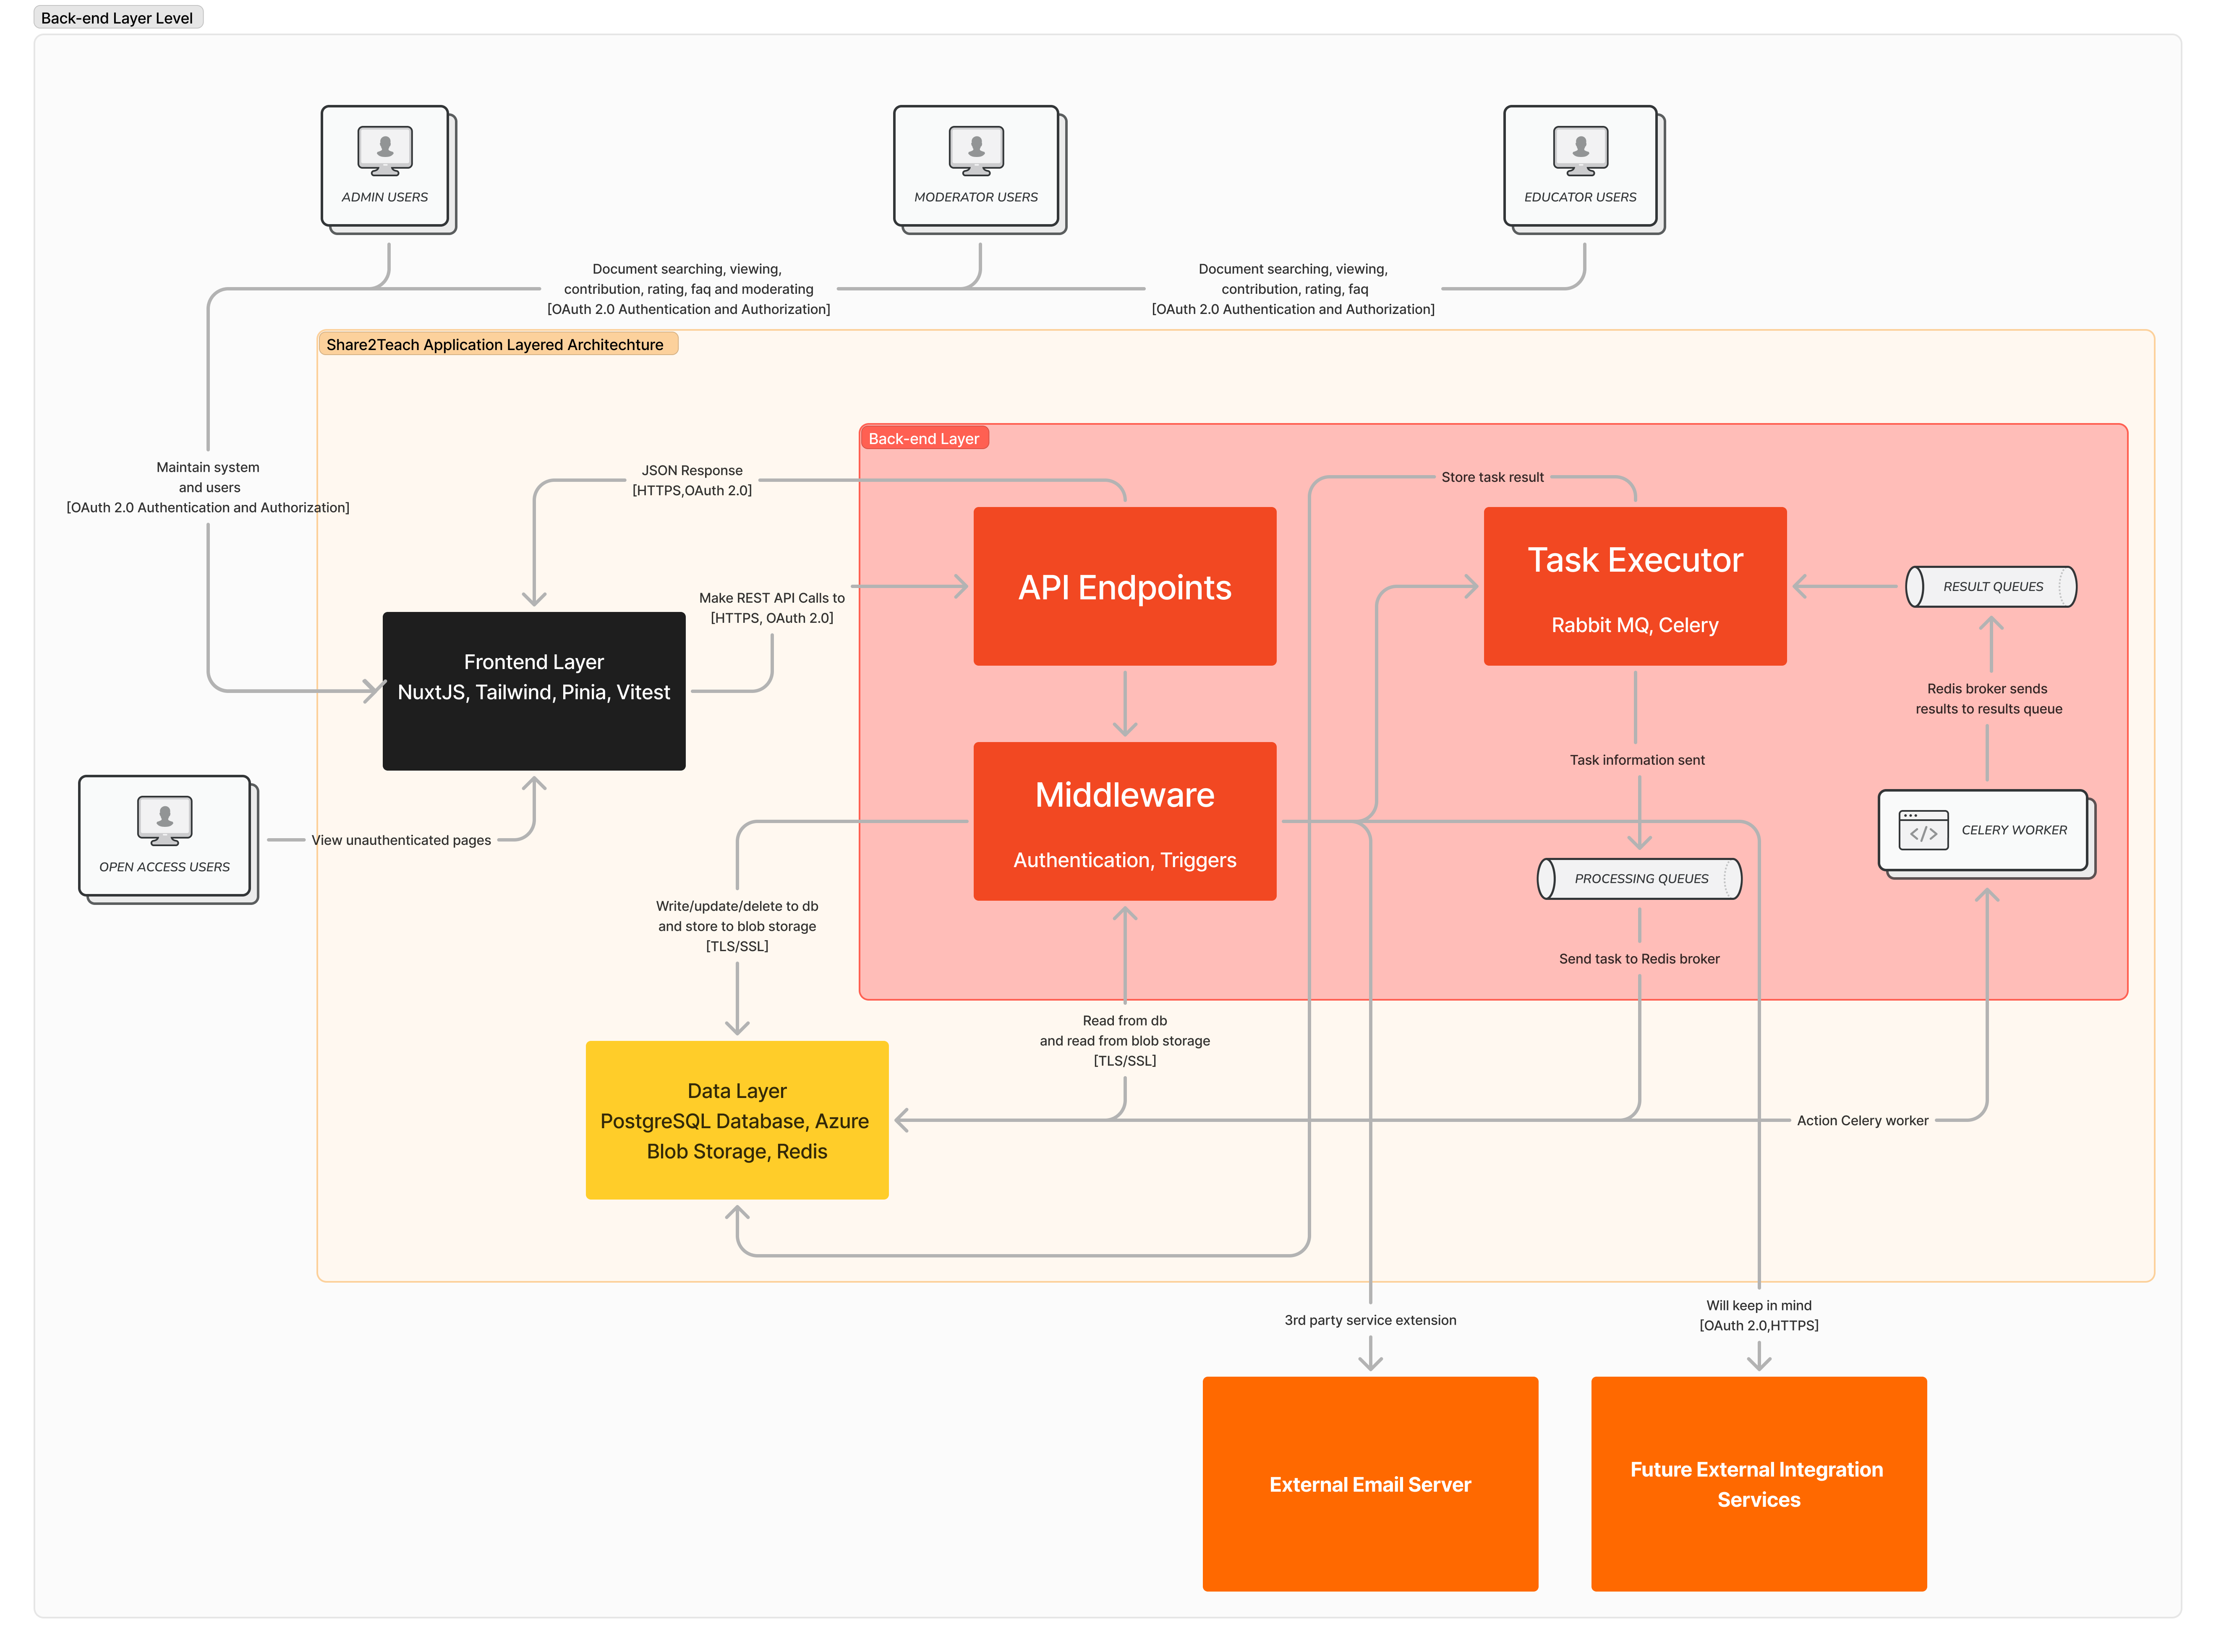 Back-end Layer Level
ADMIN USERS
MODERATOR USERS
EDUCATOR USERS
Document searching, viewing,
contribution, rating, faq and moderating
[OAuth 2.0 Authentication and Authorization]
Document searching, viewing,
contribution, rating, faq
[OAuth 2.0 Authentication and Authorization]
Share2Teach Application Layered Architechture
Back-end Layer
Maintain system
and users
[OAuth 2.0 Authentication and Authorization]
JSON Response
[HTTPS,OAuth 2.0]
Store task result
API Endpoints
Task Executor
Rabbit MQ, Celery
RESULT QUEUES
Make REST API Calls to
[HTTPS, OAuth 2.0]
Frontend Layer
NuxtJS, Tailwind, Pinia, Vitest
Redis broker sends
results to results queue
Task information sent
Middleware
Authentication, Triggers
CELERY WORKER
</>
OPEN ACCESS USERS
View unauthenticated pages
PROCESSING QUEUES
Write/update/delete to db
and store to blob storage
[TLS/SSL]
Send task to Redis broker
Read from db
and read from blob storage
[TLS/SSL]
Data Layer
PostgreSQL Database, Azure
Blob Storage, Redis
Action Celery worker
3rd party service extension
Will keep in mind
[OAuth 2.0,HTTPS]
External Email Server
Future External Integration
Services